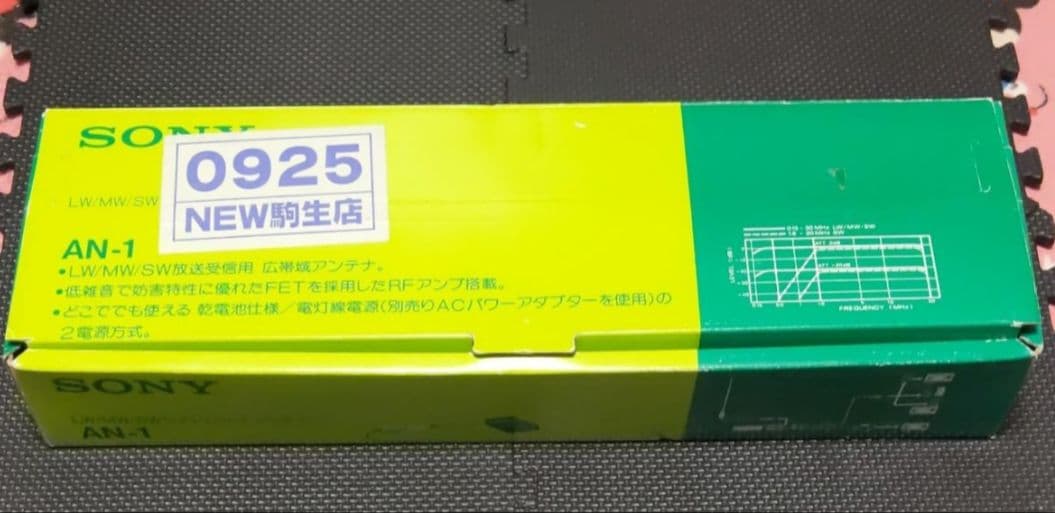 SONY
0925
NEW駒生店
LW/MW/SW
AN-1
•LW/MW/SW放送受信用 広帯域アンテナ。
•低雑音で妨害特性に優れたFETを採用したRFアンプ搭載。
•どこででも使える 乾電池仕様/電灯線電源(別売りACパワーアダプターを使用)の
2電源方式。
LEVEL (dB)
FREQUENCY (MHz)
SONY
AN-1